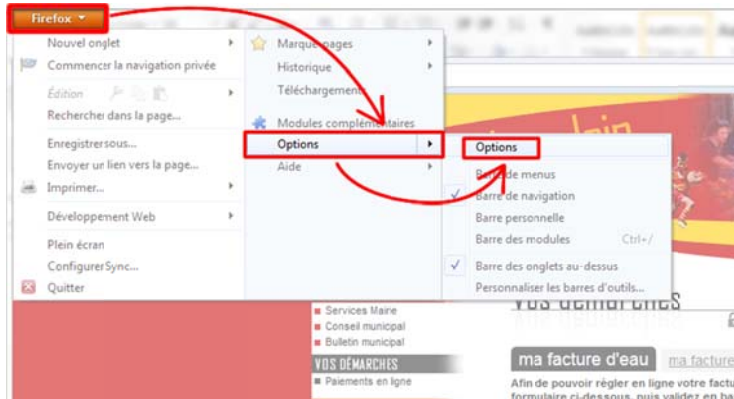 Firefox
Nouvel onglet
Commencer la navigation privée
Édition
Rechercher dans la page...
Enregistrer sous...
Envoyer un lien vers la page...
Imprimer...
Développement Web
Plein écran
Configurer Sync...
Quitter
Marque-pages
Historique
Téléchargements
Modules complémentaires
Options
Aide
Options
Barre de menus
Barre de navigation
Barre personnelle
Barre des modules Ctrl+/
Barre des onglets au-dessus
Personnaliser les barres d'outils...
VOS DEMARCHES
Services Maire
Conseil municpal
Bulletin municipal
VOS DÉMARCHES
Paiements en ligne
ma facture d'eau ma facture
Afin de pouvoir régler en ligne votre factu
formulaire ci-dessous, puis validez en ba